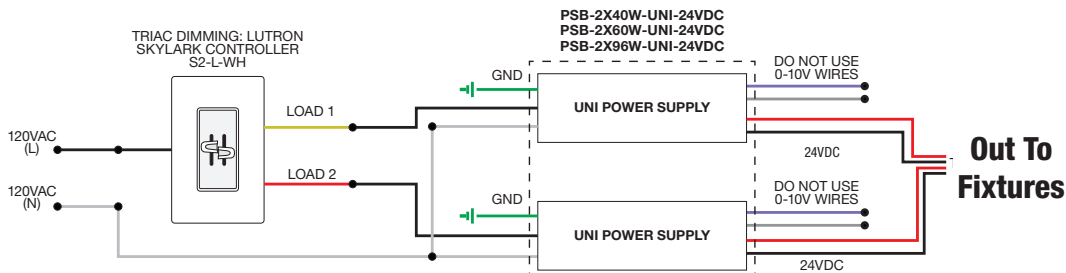 PSB-2X40W-UNI-24VDC
PSB-2X60W-UNI-24VDC
PSB-2X96W-UNI-24VDC
TRIAC DIMMING: LUTRON
SKYLARK CONTROLLER
S2-L-WH
GND
DO NOT USE
0-10V WIRES
UNI POWER SUPPLY
LOAD 1
120VAC
(L)
24VDC
Out To
Fixtures
LOAD 2
120VAC
(N)
GND
DO NOT USE
0-10V WIRES
UNI POWER SUPPLY
24VDC